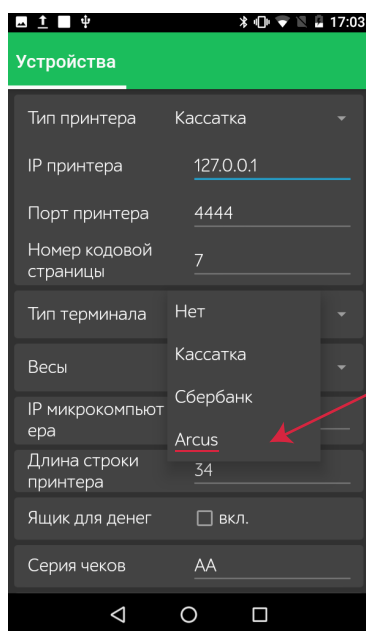 17:03
Устройства
Тип принтера Кассатка
IP принтера 127.0.0.1
Порт принтера 4444
Номер кодовой
страницы 7
Тип терминала Нет
Кассатка
Весы
Сбербанк
IP микрокомпьют
ера
Arcus
Длина строки
принтера 34
Ящик для денег вкл.
Серия чеков AA